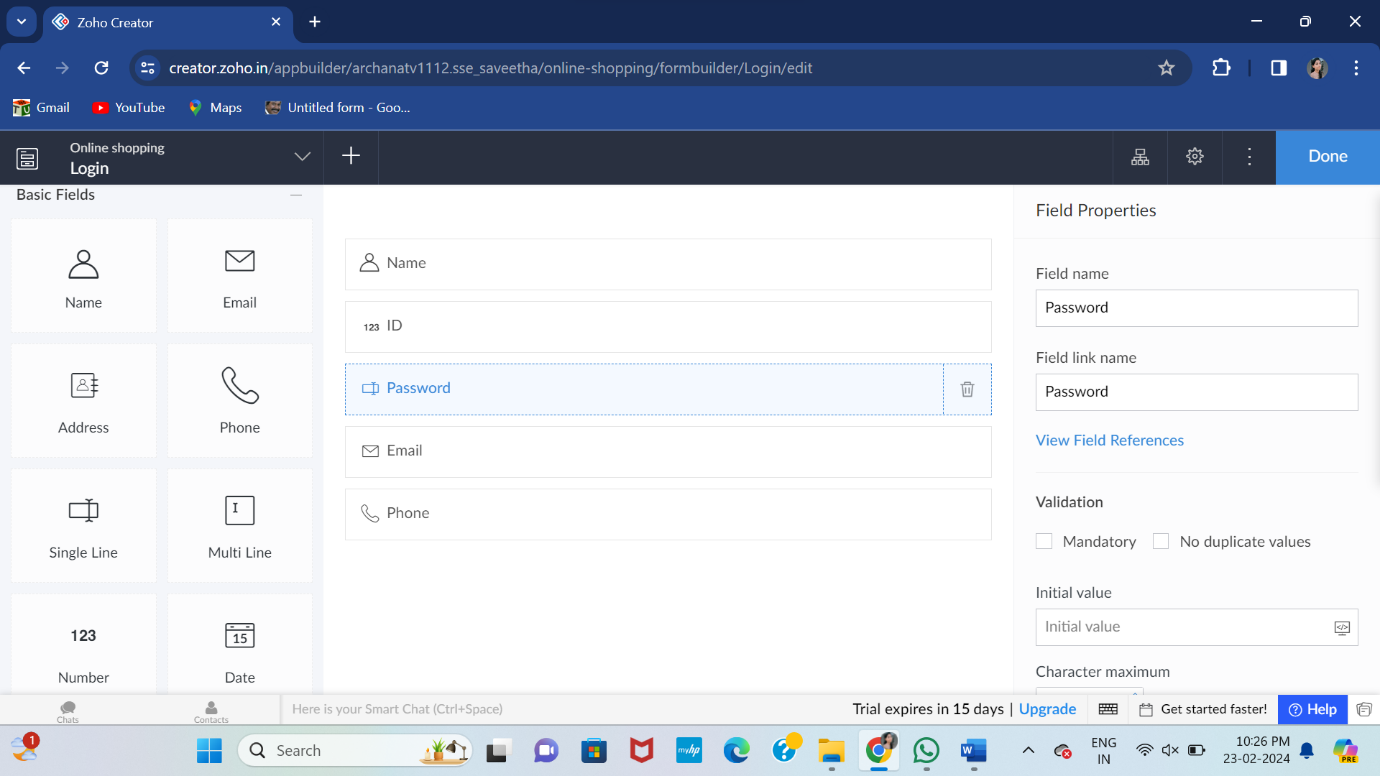 Zoho Creator
creator.zoho.in/appbuilder/archanatv1112.sse_saveetha/online-shopping/formbuilder/Login/edit
Gmail YouTube Maps Untitled form - Goo...
Online shopping
Login
Done
Basic Fields
Name Email
Address Phone
Single Line Multi Line
123 15
Number Date
Name
123 ID
Password
Email
Phone
Field Properties
Field name
Password
Field link name
Password
View Field References
Validation
Mandatory No duplicate values
Initial value
Initial value
Character maximum
Chats Contacts Here is your Smart Chat (Ctrl+Space) Trial expires in 15 days | Upgrade Get started faster! Help
1 Search myhp W ENG
IN
10:26 PM
23-02-2024
PRE